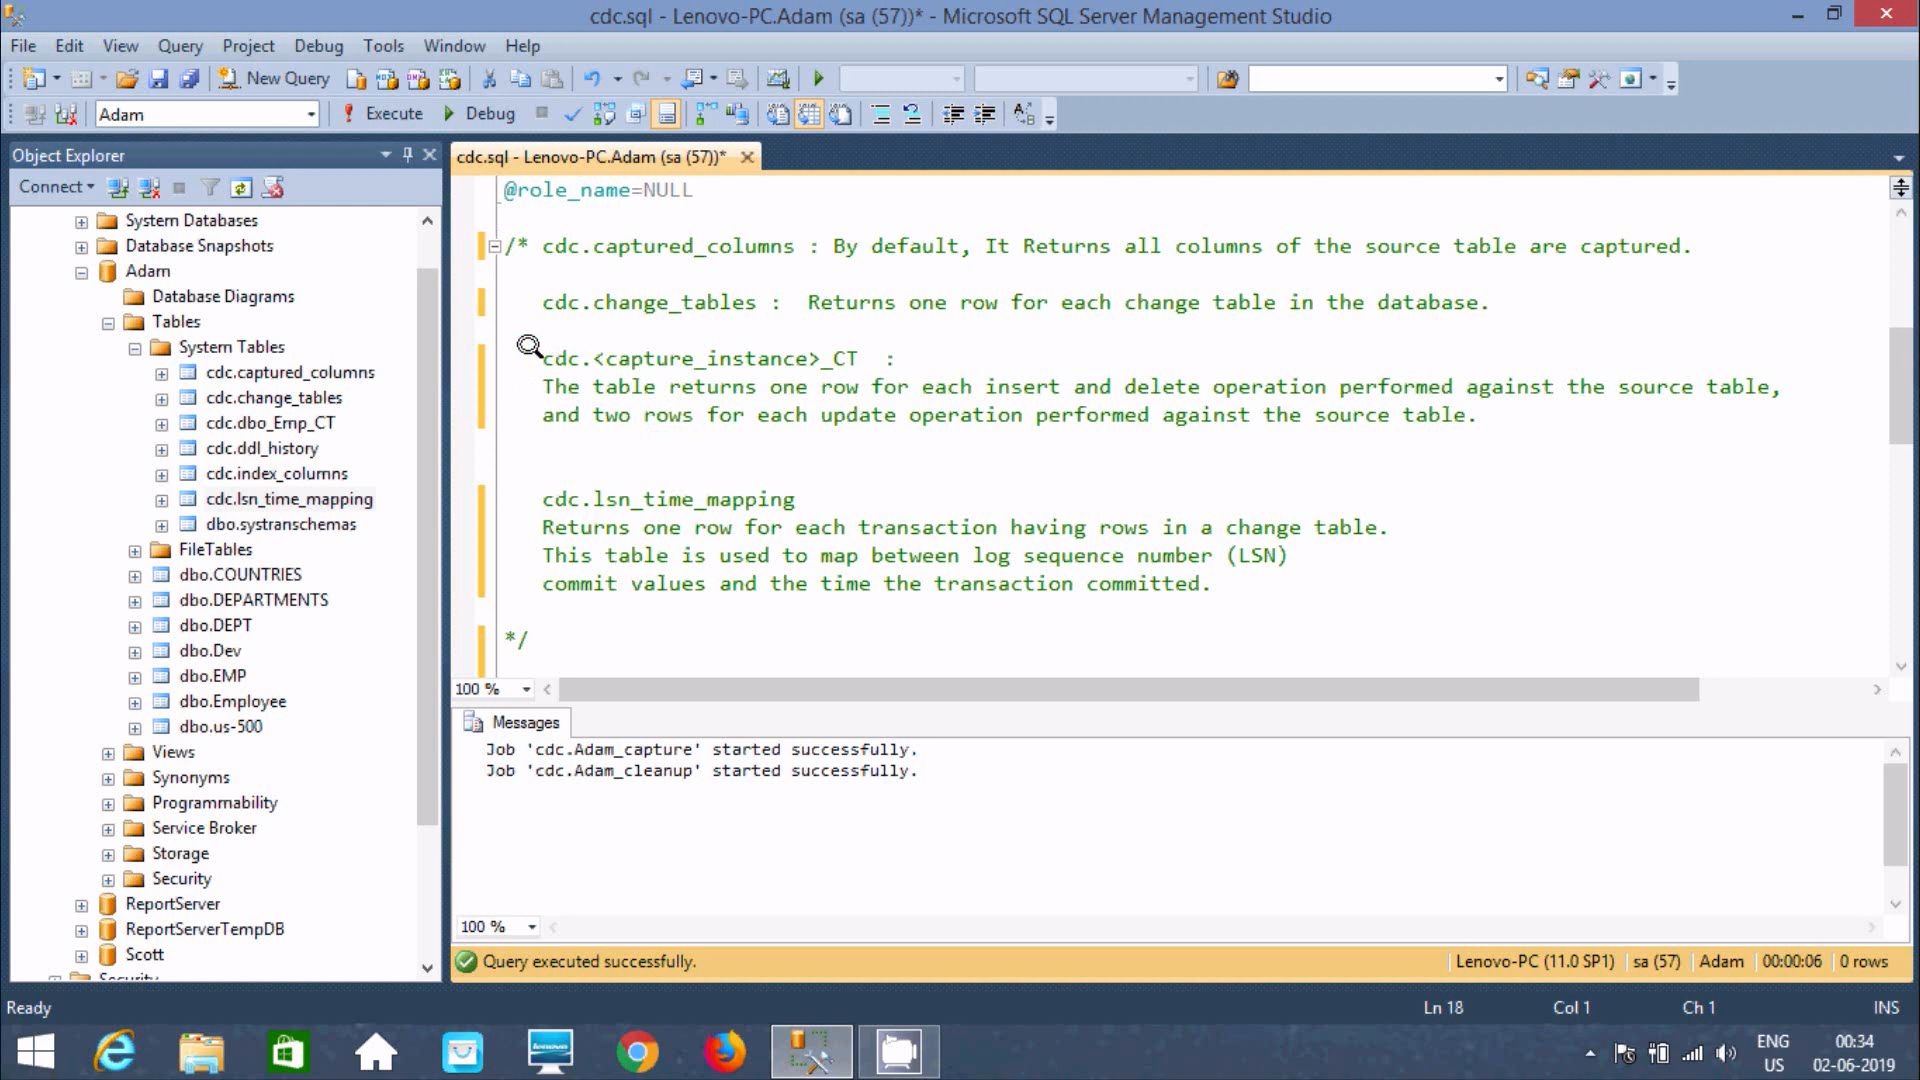 cdc.sql - Lenovo-PC.Adam (sa (57))* - Microsoft SQL Server Management Studio
File Edit View Query Project Debug Tools Window Help
New Query
Adam Execute Debug
Object Explorer
Connect
System Databases
Database Snapshots
Adam
Database Diagrams
Tables
System Tables
cdc.captured_columns
cdc.change_tables
cdc.dbo_Emp_CT
cdc.ddl_history
cdc.index_columns
cdc.lsn_time_mapping
dbo.systranschemas
FileTables
dbo.COUNTRIES
dbo.DEPARTMENTS
dbo.DEPT
dbo.Dev
dbo.EMP
dbo.Employee
dbo.us-500
Views
Synonyms
Programmability
Service Broker
Storage
Security
ReportServer
ReportServerTempDB
Scott
Security
cdc.sql - Lenovo-PC.Adam (sa (57))*
@role_name=NULL
/* cdc.captured_columns : By default, It Returns all columns of the source table are captured.
cdc.change_tables : Returns one row for each change table in the database.
cdc.<capture_instance>_CT :
The table returns one row for each insert and delete operation performed against the source table,
and two rows for each update operation performed against the source table.
cdc.lsn_time_mapping
Returns one row for each transaction having rows in a change table.
This table is used to map between log sequence number (LSN)
commit values and the time the transaction committed.
*/
100 %
Messages
Job 'cdc.Adam_capture' started successfully.
Job 'cdc.Adam_cleanup' started successfully.
100 %
Query executed successfully. Lenovo-PC (11.0 SP1) sa (57) Adam 00:00:06 0 rows
Ready Ln 18 Col 1 Ch 1 INS
lenovo
ENG 00:34
US 02-06-2019